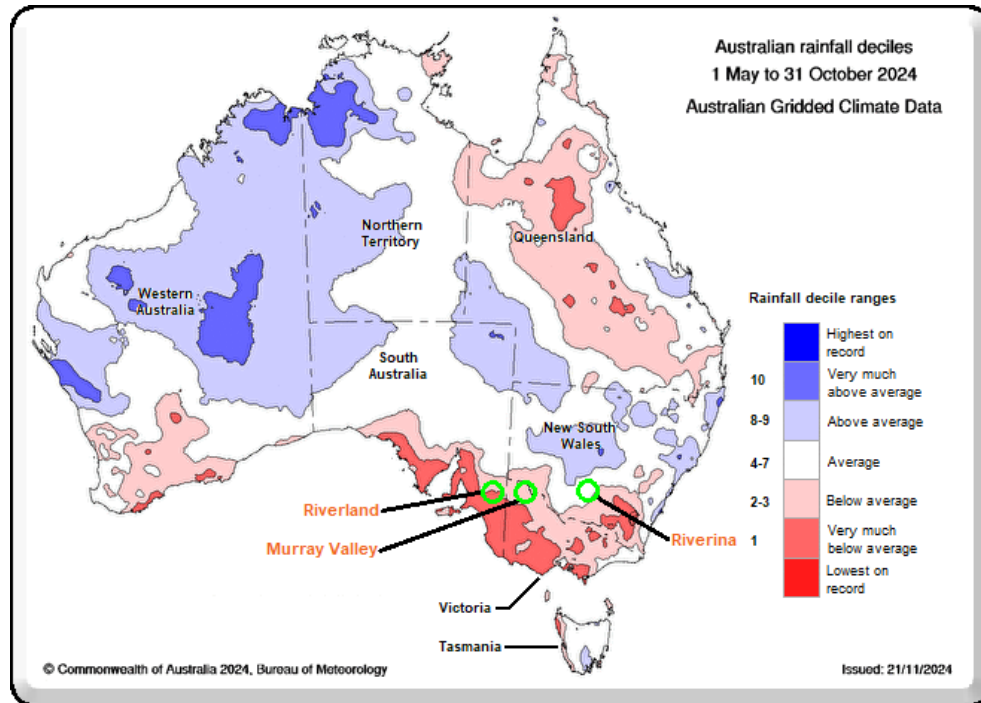 Australian rainfall deciles
1 May to 31 October 2024
Australian Gridded Climate Data
Northern
Territory
Queensland
Western
Australia
South
Australia
New South
Wales
Riverland
Murray Valley
Riverina
Victoria
Tasmania
Rainfall decile ranges
Highest on
record
10
Very much
above average
8-9
Above average
4-7
Average
2-3
Below average
1
Very much
below average
Lowest on
record
© Commonwealth of Australia 2024, Bureau of Meteorology
Issued: 21/11/2024